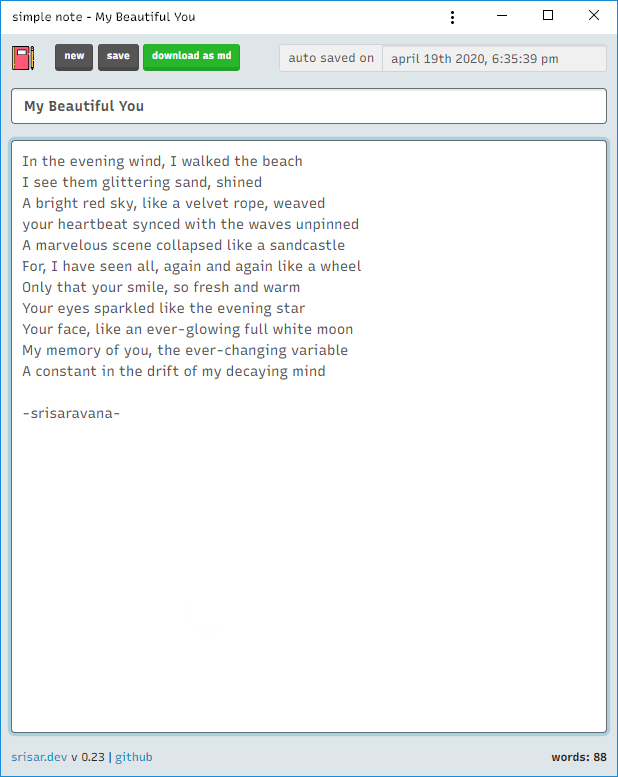 simple note - My Beautiful You
new save download as md auto saved on april 19th 2020, 6:35:39 pm
My Beautiful You
In the evening wind, I walked the beach
I see them glittering sand, shined
A bright red sky, like a velvet rope, weaved
your heartbeat synced with the waves unpinned
A marvelous scene collapsed like a sandcastle
For, I have seen all, again and again like a wheel
Only that your smile, so fresh and warm
Your eyes sparkled like the evening star
Your face, like an ever-glowing full white moon
My memory of you, the ever-changing variable
A constant in the drift of my decaying mind
-srisaravana-
srisar.dev v 0.23 | github words: 88